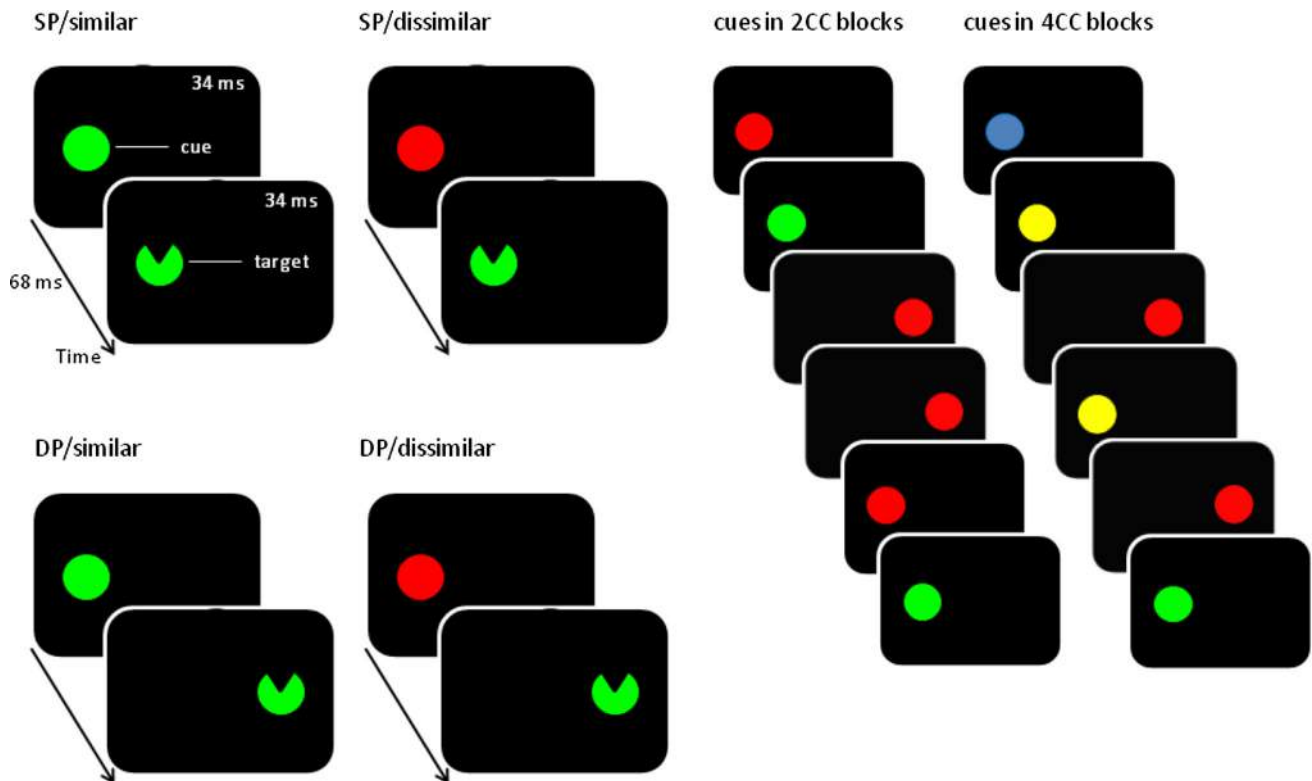 SP/similar
SP/dissimilar
cues in 2CC blocks
cues in 4CC blocks
34 ms
cue
34 ms
target
68 ms
Time
DP/similar
DP/dissimilar